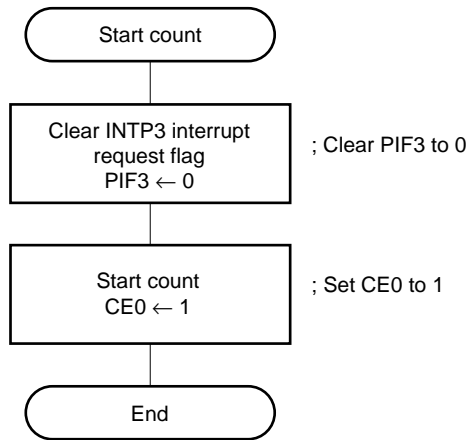 Start count
Clear INTP3 interrupt
request flag
PIF3 ← 0
; Clear PIF3 to 0
Start count
CE0 ← 1
; Set CE0 to 1
End